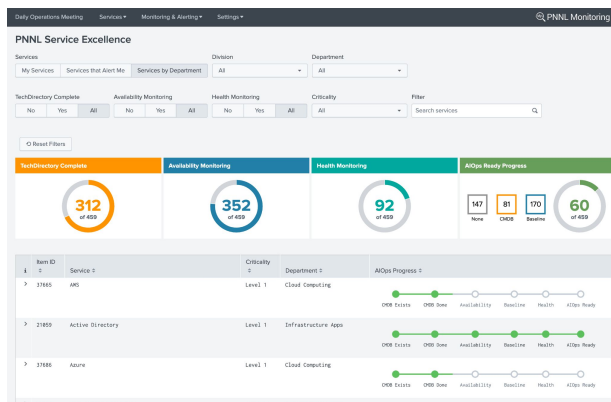 Daily Operations Meeting Services Monitoring & Alerting Settings PNNL Monitoring
PNNL Service Excellence
Services Division Department
My Services Services that Alert Me Services by Department All All
TechDirectory Complete Availability Monitoring Health Monitoring Criticality Filter
No Yes All No Yes All No Yes All All Search services
Reset Filters
TechDirectory Complete Availability Monitoring Health Monitoring AIOps Ready Progress
312 352 92 147 81 170 60
of 459 of 459 of 459 None CMDB Baseline of 459
i Item ID Service Criticality Department AIOps Progress
37665 AWS Level 1 Cloud Computing
CMDB Exists CMDB Done Availability Baseline Health AIOps Ready
21059 Active Directory Level 1 Infrastructure Apps
CMDB Exists CMDB Done Availability Baseline Health AIOps Ready
37686 Azure Level 1 Cloud Computing
CMDB Exists CMDB Done Availability Baseline Health AIOps Ready